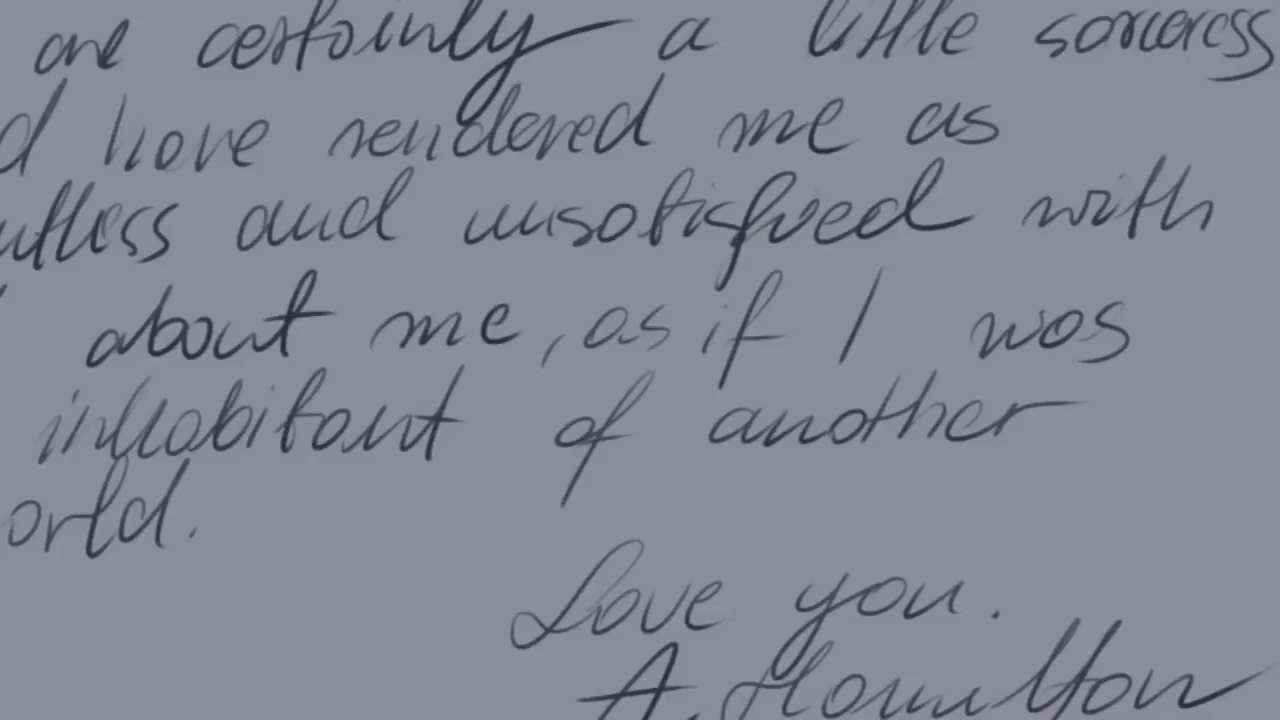 are certainly a little sorceress
d have rendered me as
utless and unsatisfied with
about me, as if I was
inhabitant of another
orld.
Love you.
A. Hamilton